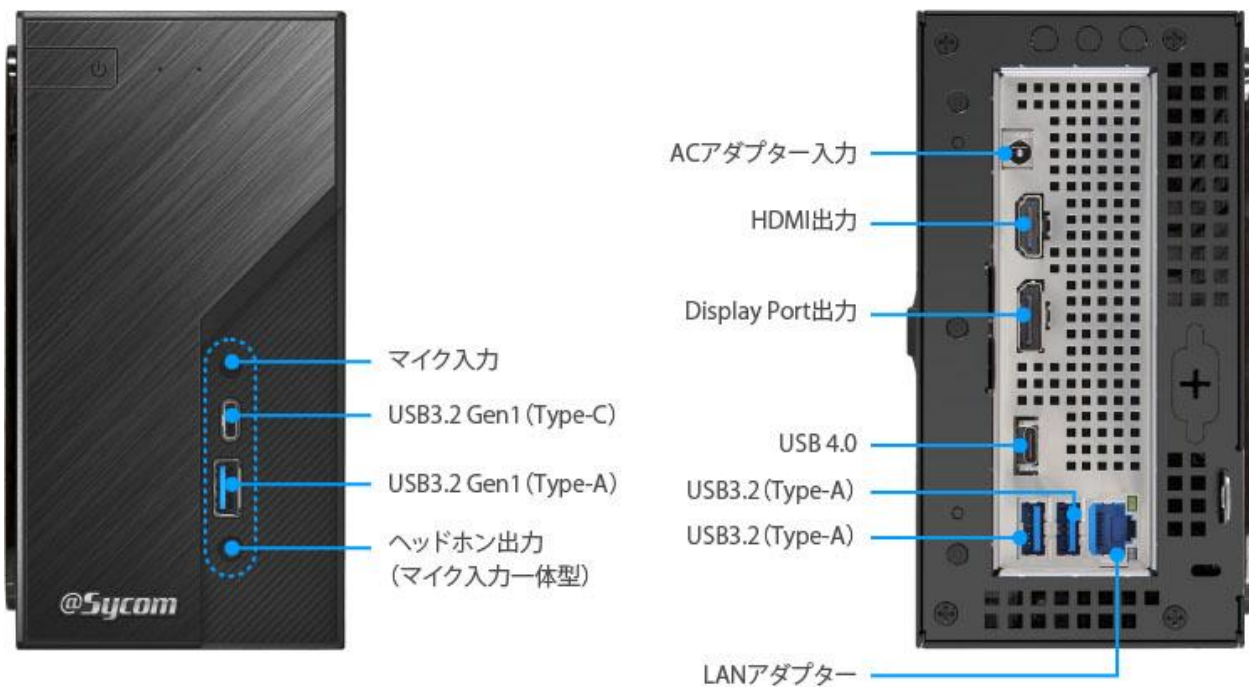 マイク入力
USB3.2 Gen1(Type-C)
USB3.2 Gen1(Type-A)
ヘッドホン出力
(マイク入力一体型)
@Sycom
ACアダプター入力
HDMI出力
Display Port出力
USB 4.0
USB3.2(Type-A)
USB3.2(Type-A)
LANアダプター